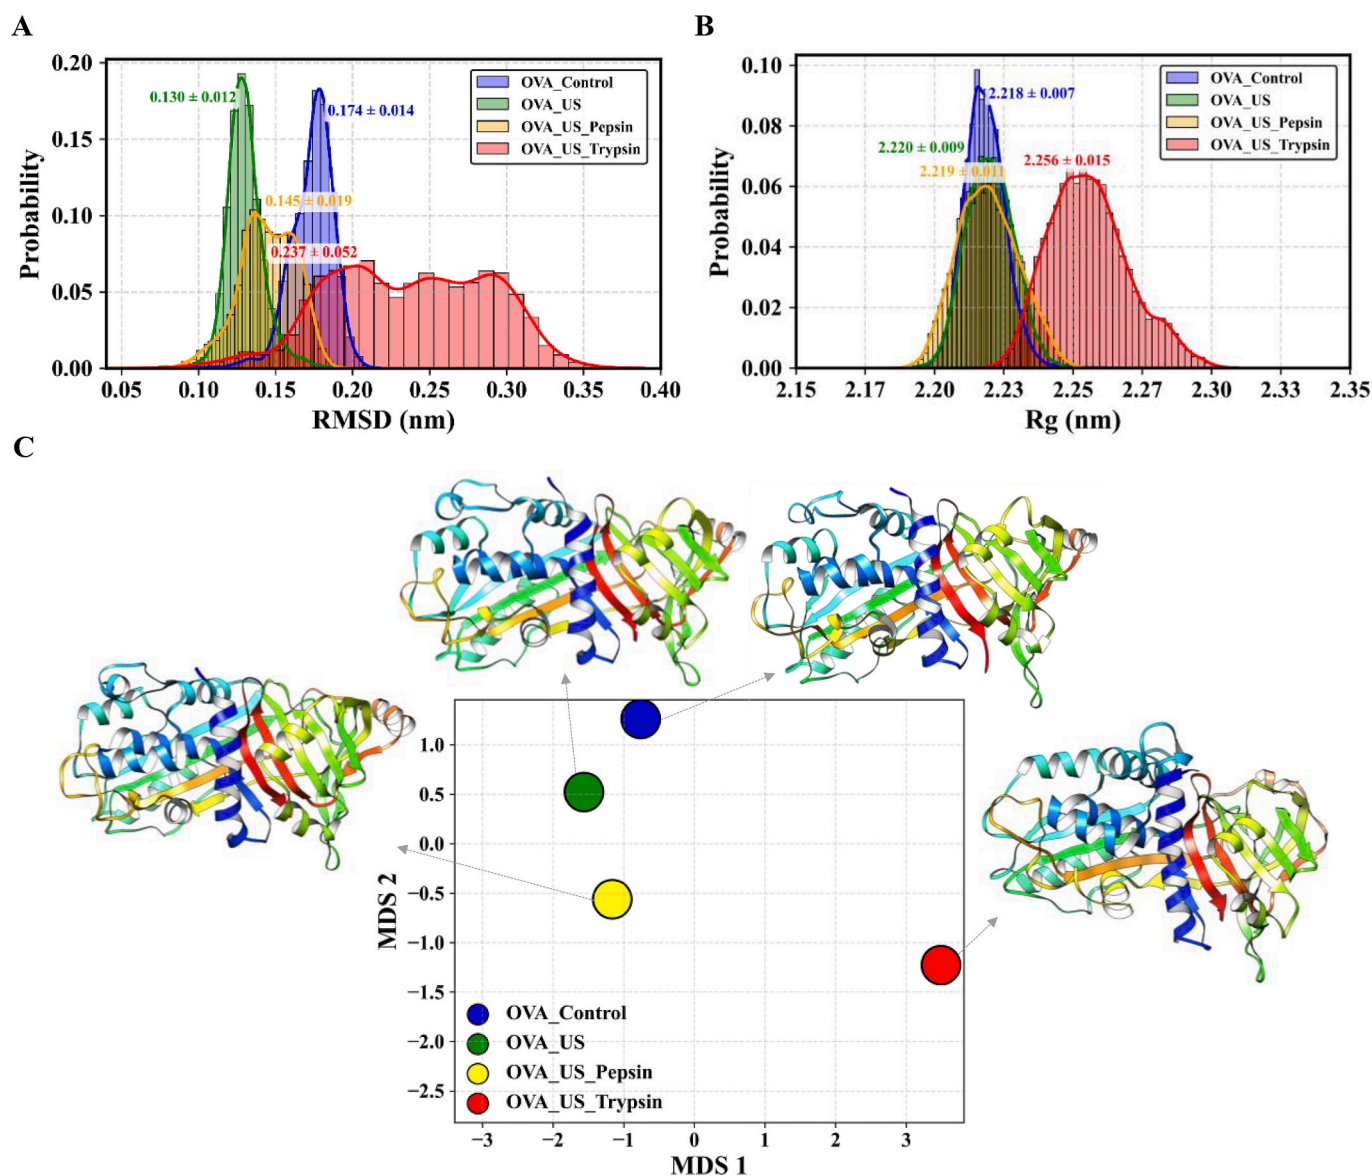 A
B
0.20
0.15
0.10
0.05
0.00
Probability
0.130 ± 0.012
0.174 ± 0.014
0.145 ± 0.019
0.237 ± 0.052
OVA_Control
OVA_US
OVA_US_Pepsin
OVA_US_Trypsin
0.05 0.10 0.15 0.20 0.25 0.30 0.35 0.40
RMSD (nm)
0.10
0.08
0.06
0.04
0.02
0.00
Probability
2.218 ± 0.007
2.220 ± 0.009
2.219 ± 0.011
2.256 ± 0.015
OVA_Control
OVA_US
OVA_US_Pepsin
OVA_US_Trypsin
2.15 2.17 2.20 2.23 2.25 2.27 2.30 2.33 2.35
Rg (nm)
C
1.0
0.5
0.0
−0.5
−1.0
−1.5
−2.0
−2.5
MDS 2
OVA_Control
OVA_US
OVA_US_Pepsin
OVA_US_Trypsin
−3 −2 −1 0 1 2 3
MDS 1